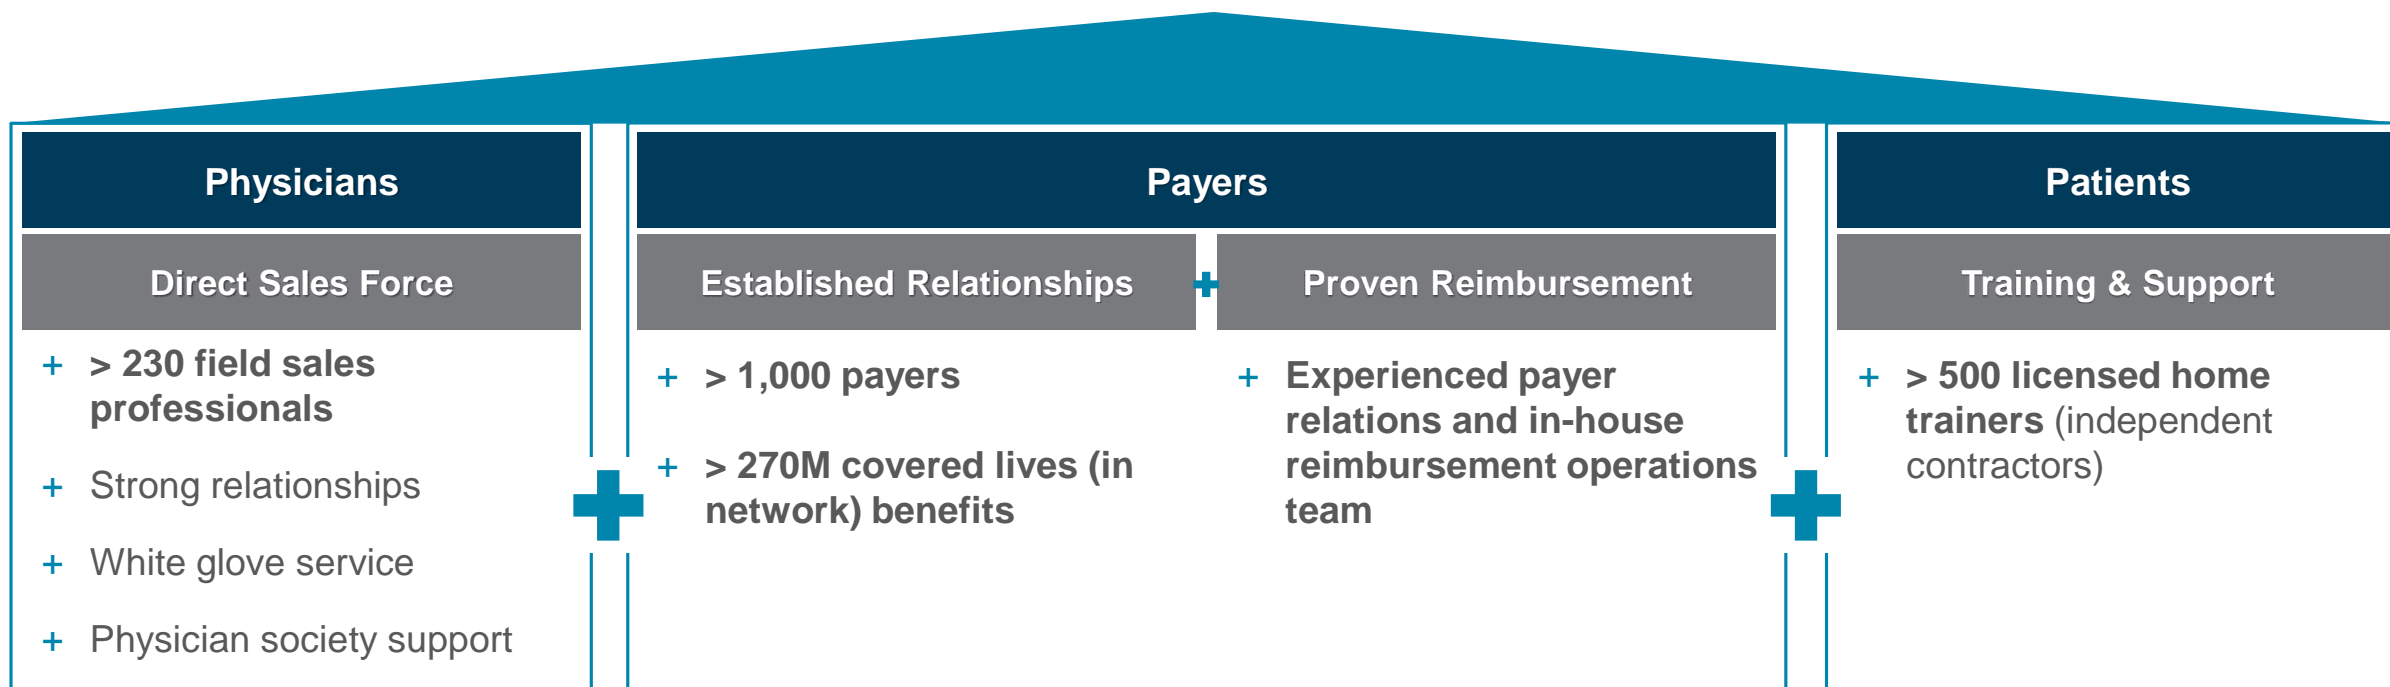 Physicians
Direct Sales Force
+ > 230 field sales
professionals
+ Strong relationships
+ White glove service
+ Physician society support
Payers
Established Relationships
+ > 1,000 payers
+ > 270M covered lives (in
network) benefits
Proven Reimbursement
+ Experienced payer
relations and in-house
reimbursement operations
team
Patients
Training & Support
+ > 500 licensed home
trainers (independent
contractors)